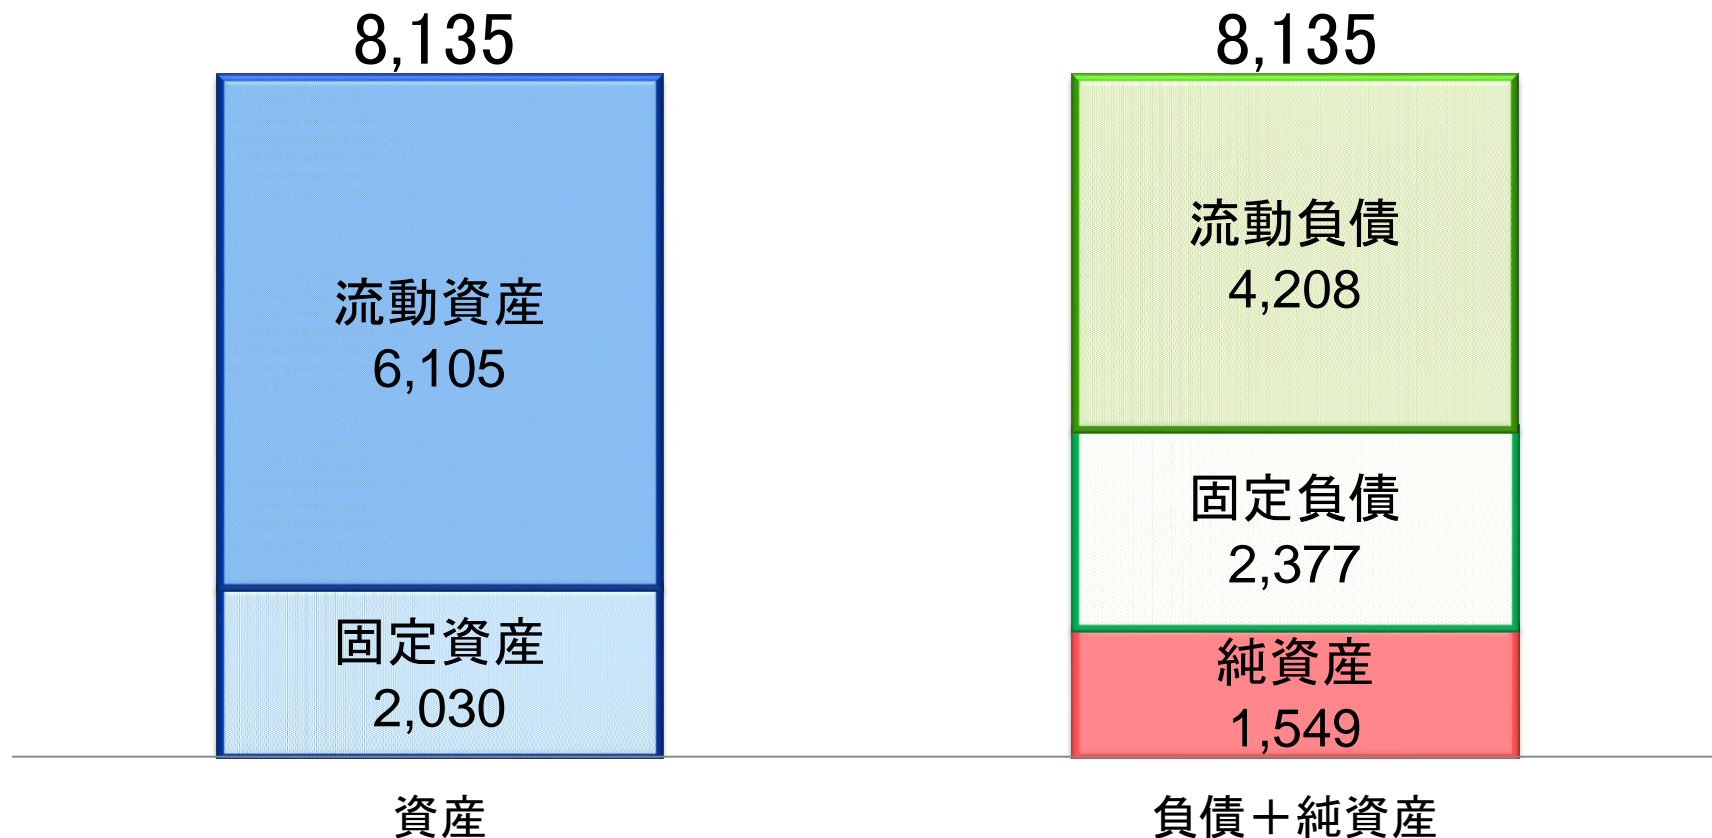 8,135
流動資産
6,105
固定資産
2,030
資産
8,135
流動負債
4,208
固定負債
2,377
純資産
1,549
負債＋純資産